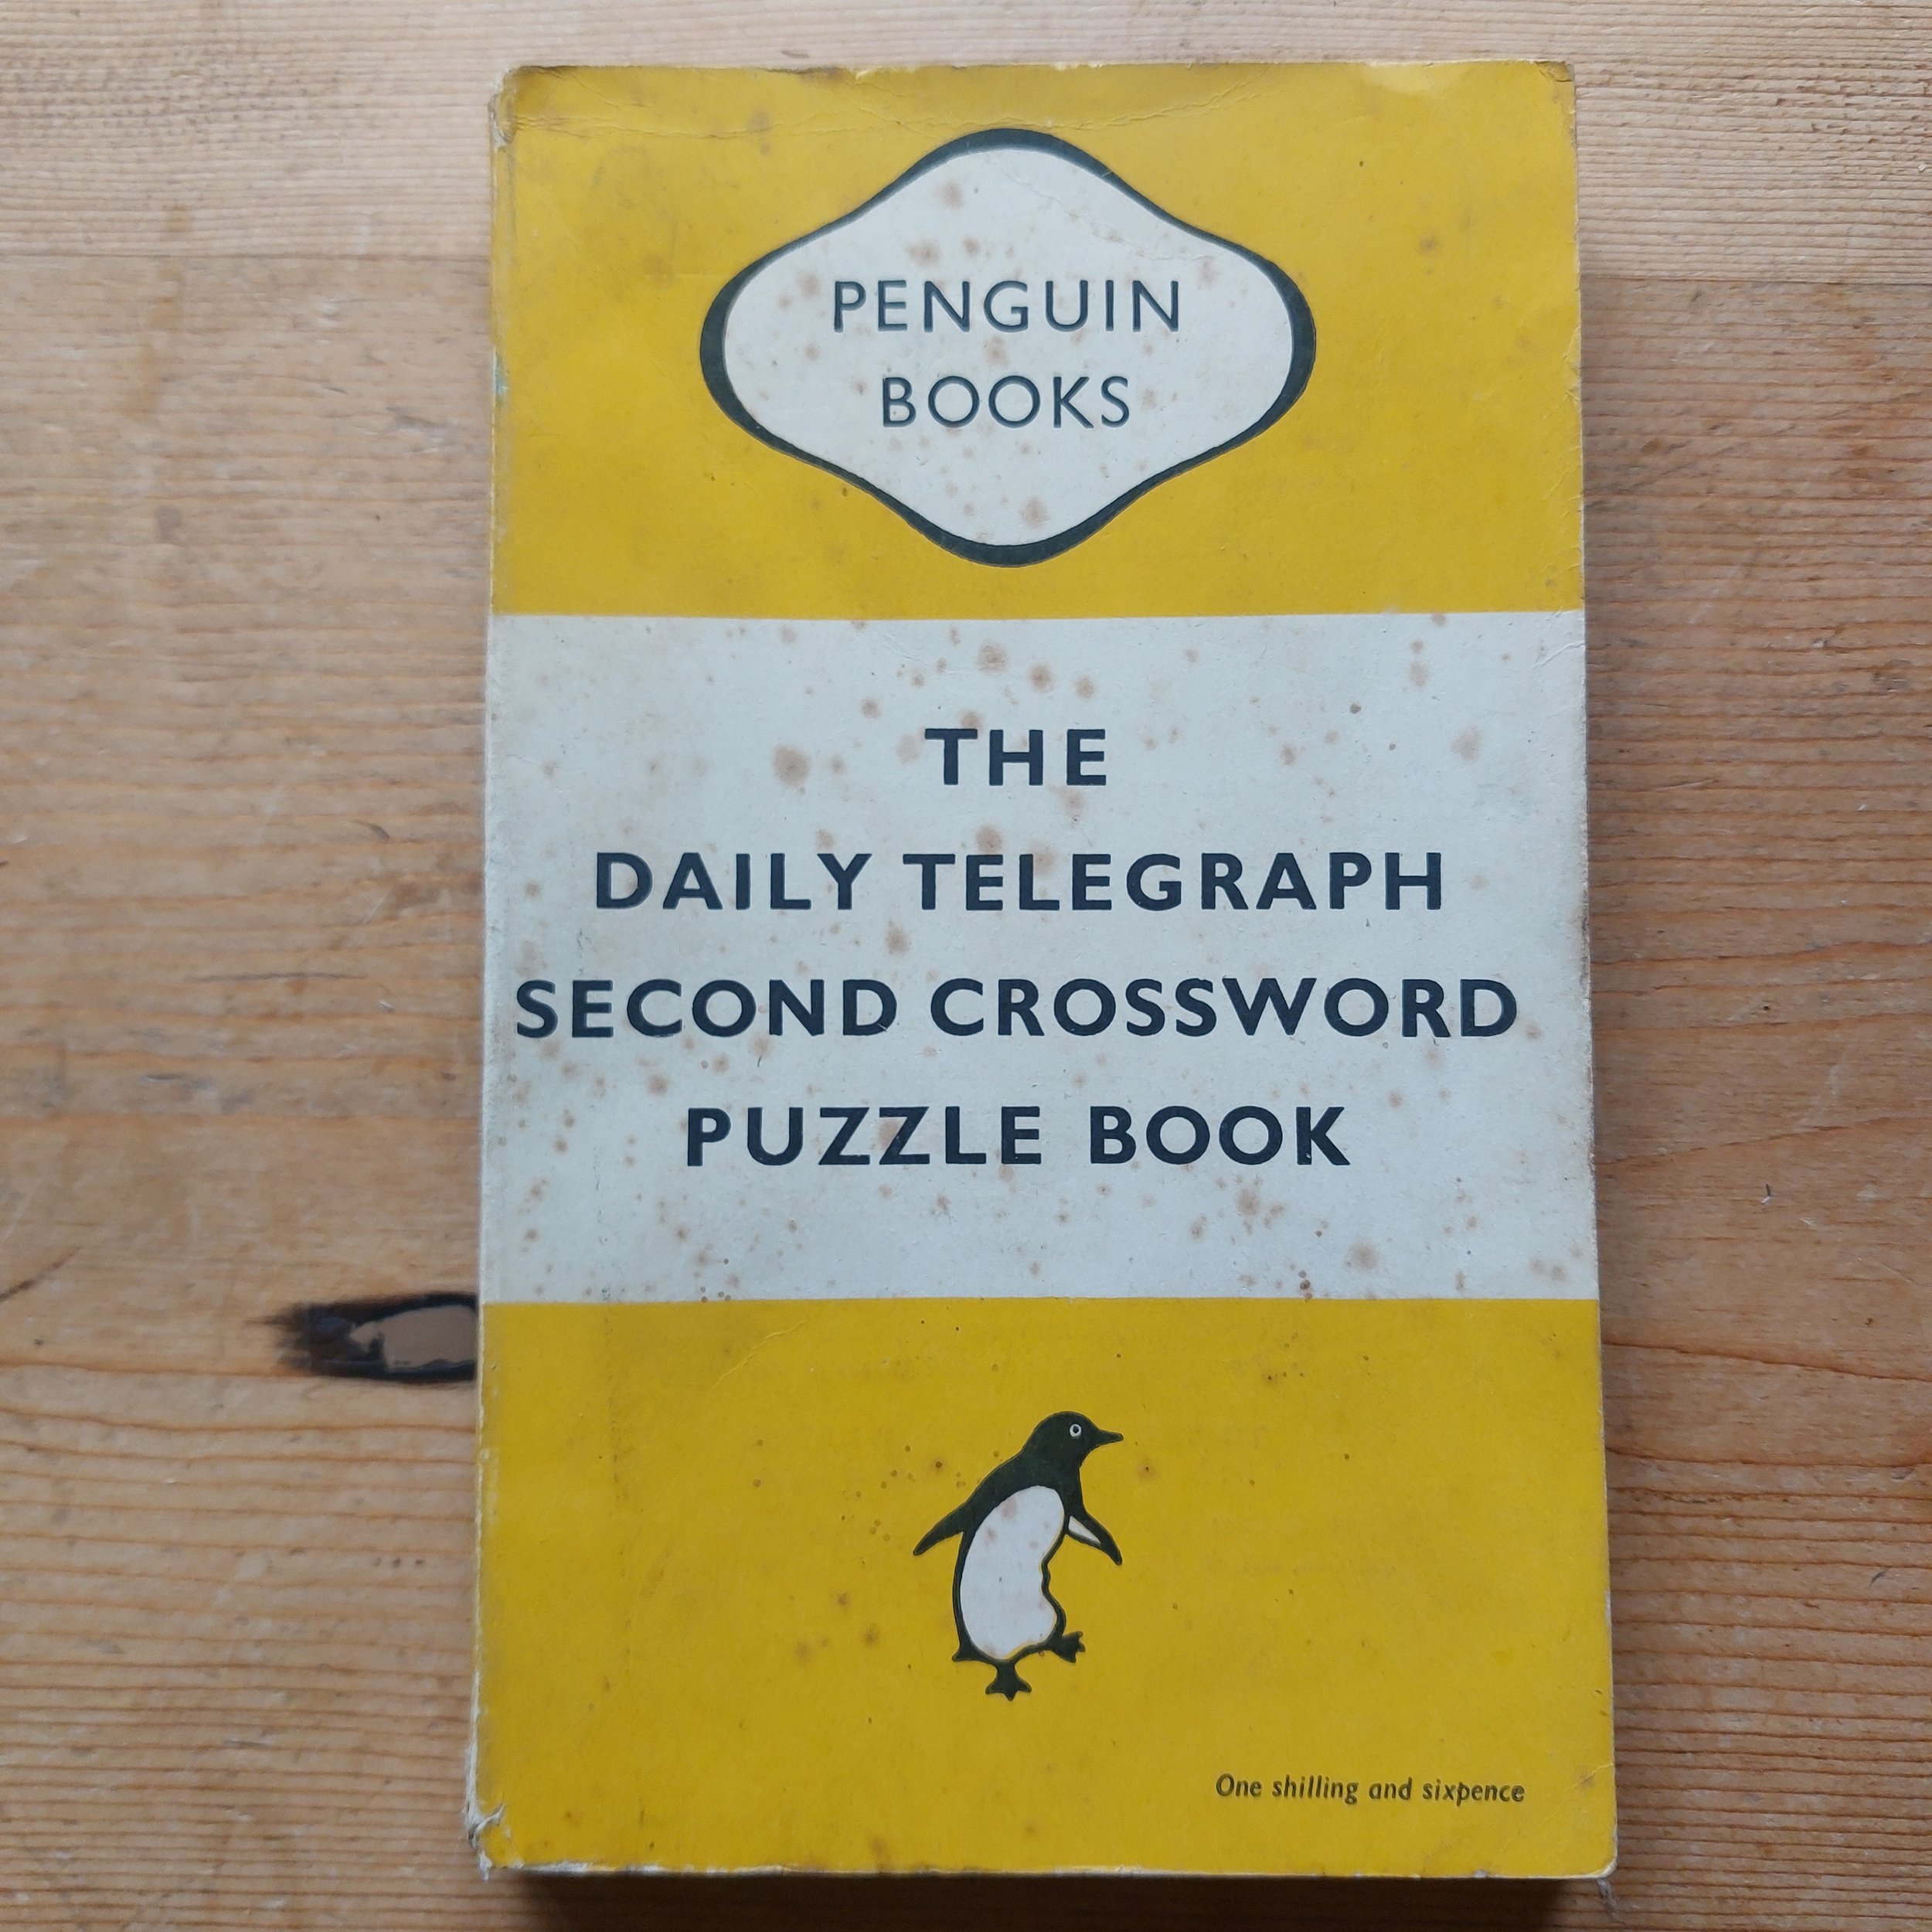 PENGUIN
BOOKS
THE
DAILY TELEGRAPH
SECOND CROSSWORD
PUZZLE BOOK
One shilling and sixpence